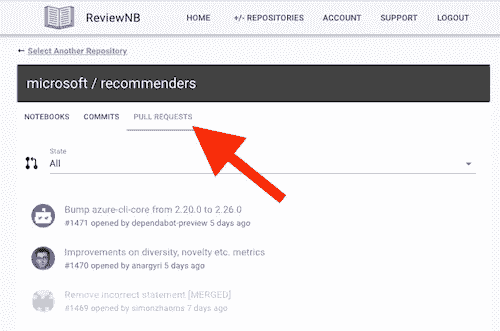 ReviewNB
HOME +/- REPOSITORIES ACCOUNT SUPPORT LOGOUT
← Select Another Repository
microsoft / recommenders
NOTEBOOKS COMMITS PULL REQUESTS
State
All
Bump azure-cli-core from 2.20.0 to 2.26.0
#1471 opened by dependabot-preview 5 days ago
Improvements on diversity, novelty etc. metrics
#1470 opened by anargyri 5 days ago
Remove incorrect statement [MERGED]
#1469 opened by simonzhaoms 7 days ago